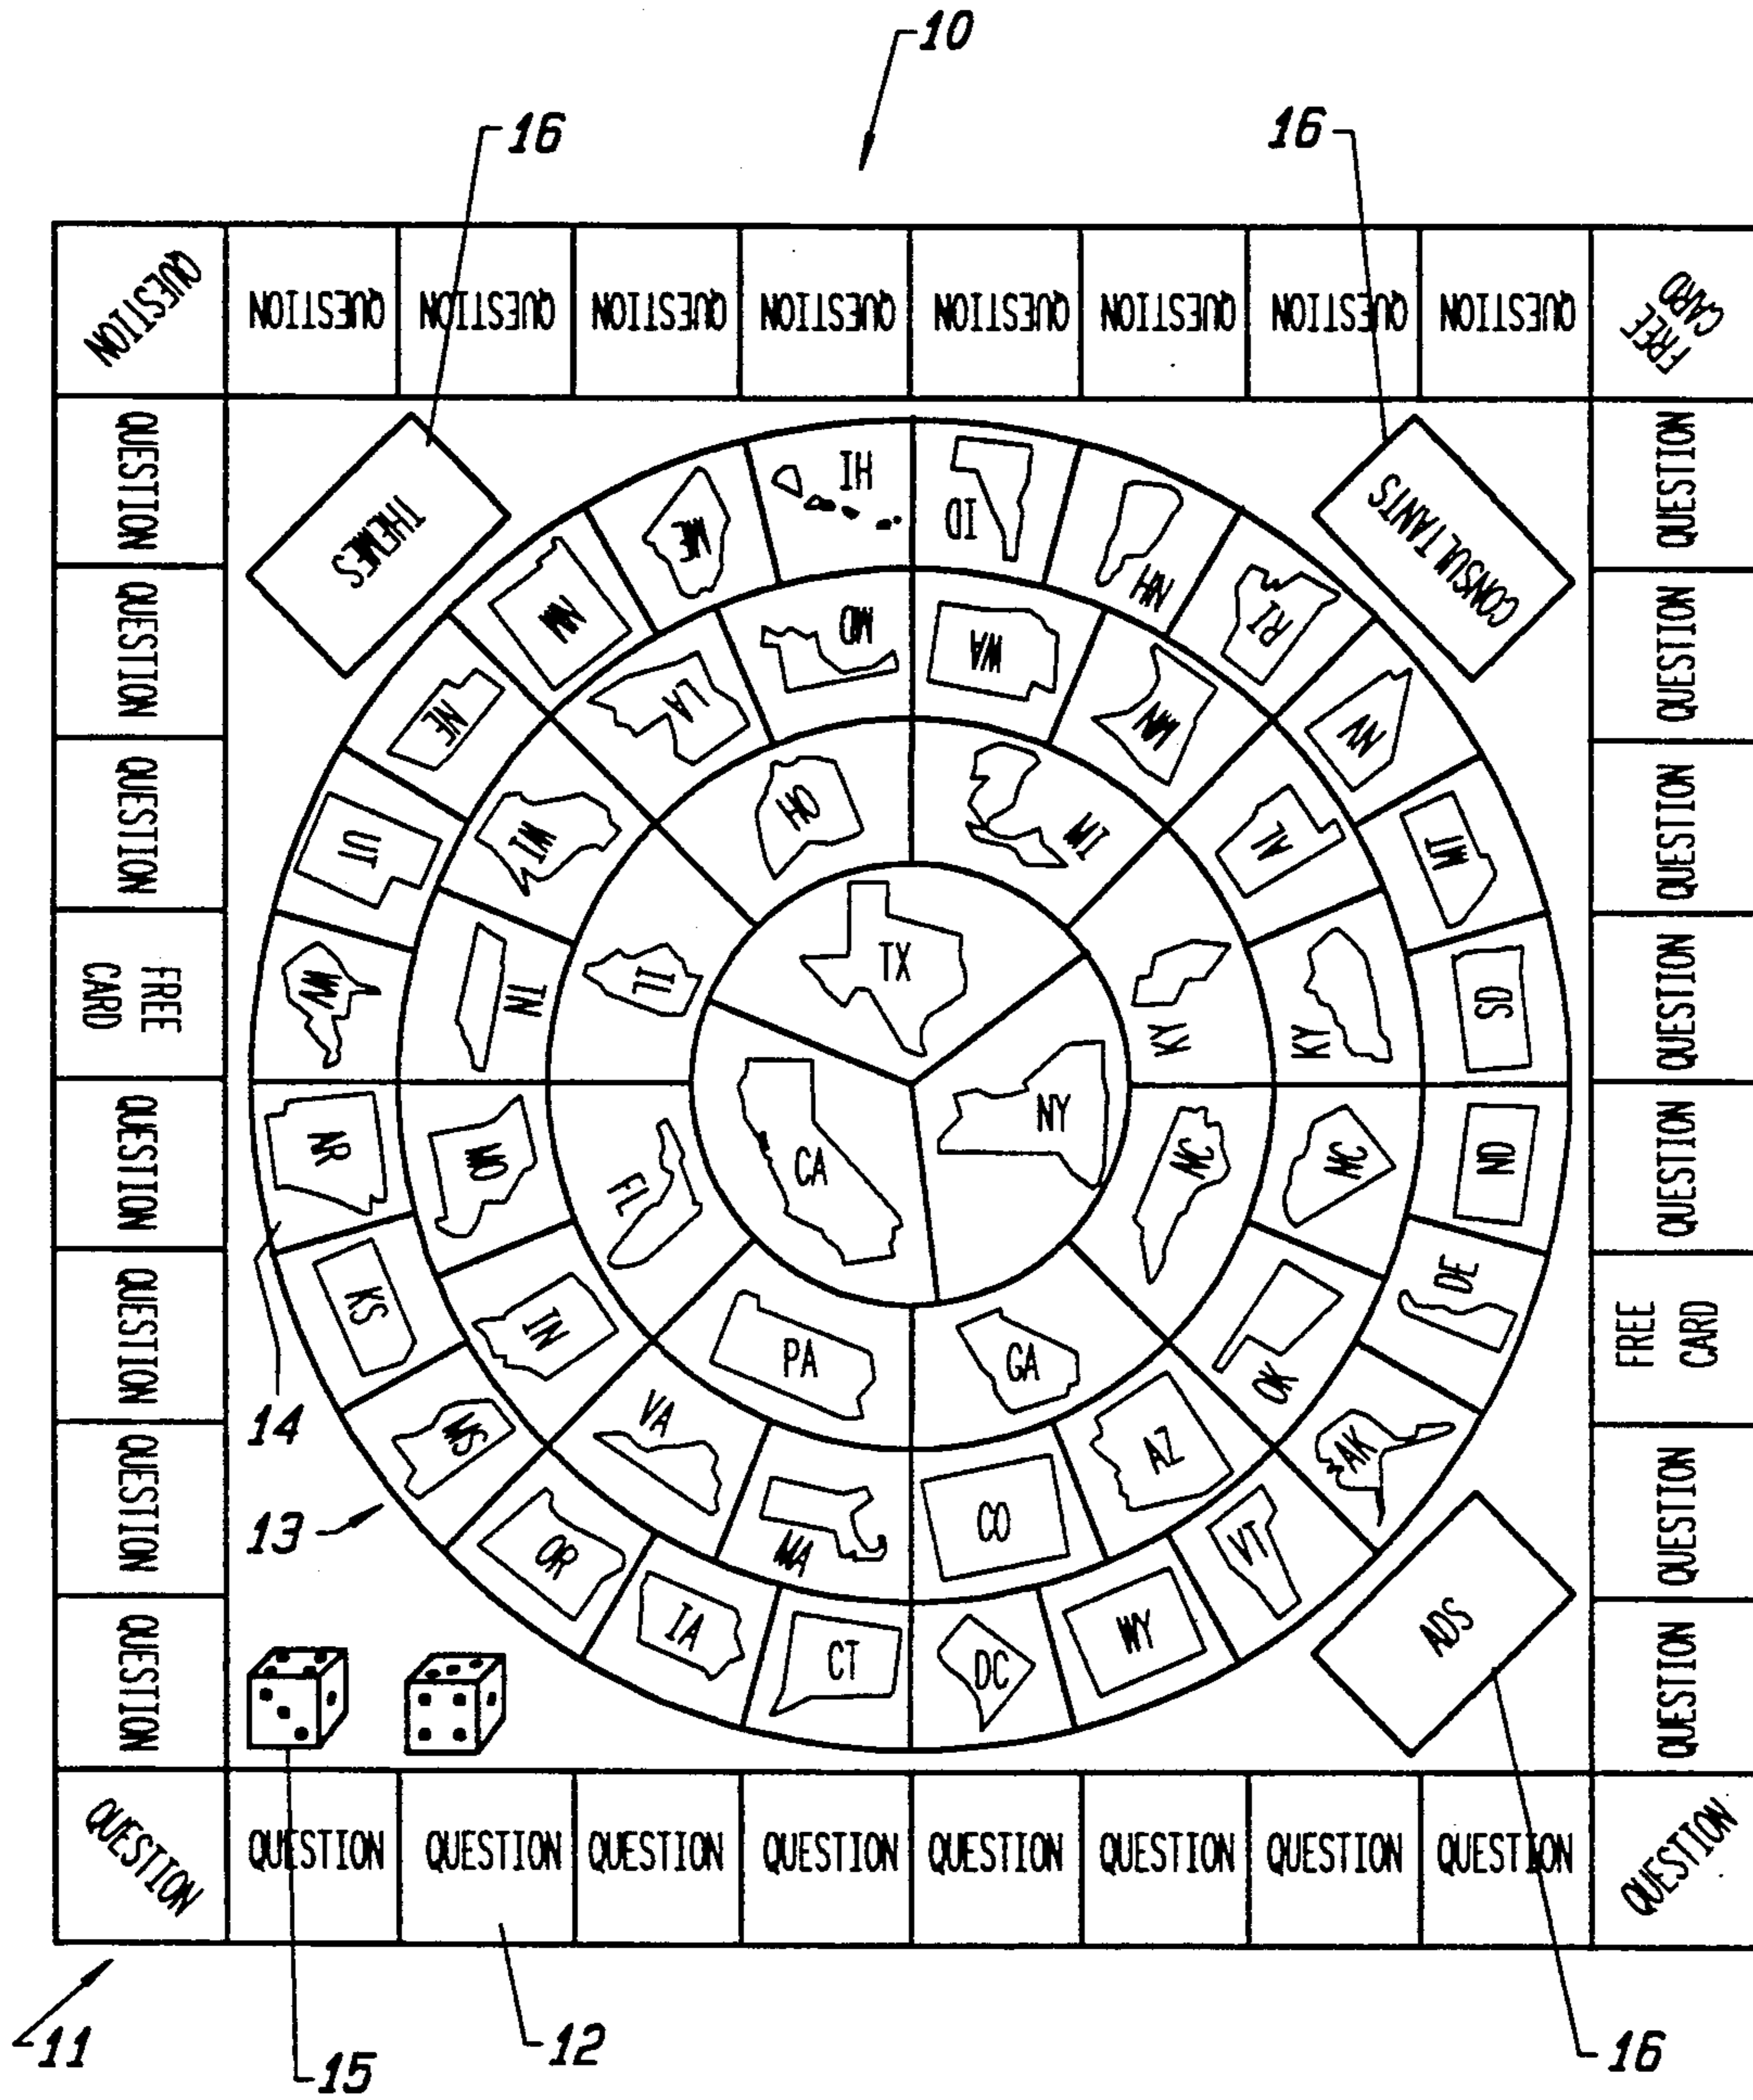 10
16
16
QUESTION
QUESTION
QUESTION
QUESTION
QUESTION
QUESTION
QUESTION
QUESTION
QUESTION
FREE
CARD
THEMES
CONSULTANTS
QUESTION
QUESTION
QUESTION
FREE
CARD
QUESTION
QUESTION
QUESTION
QUESTION
QUESTION
QUESTION
QUESTION
QUESTION
QUESTION
FREE
CARD
QUESTION
QUESTION
HI
ID
NH
RI
NV
MT
SD
ND
DE
AK
VT
WY
DC
CT
IA
OR
MS
KS
AR
WV
UT
NE
NM
ME
MD
WA
MN
AL
KY
NC
OK
AZ
CO
MA
VA
IN
MO
TN
WI
LA
OH
IM
KY
NC
GA
PA
FL
IL
TX
NY
CA
14
13
ADS
QUESTION
QUESTION
QUESTION
QUESTION
QUESTION
QUESTION
QUESTION
QUESTION
QUESTION
QUESTION
11
15
12
16